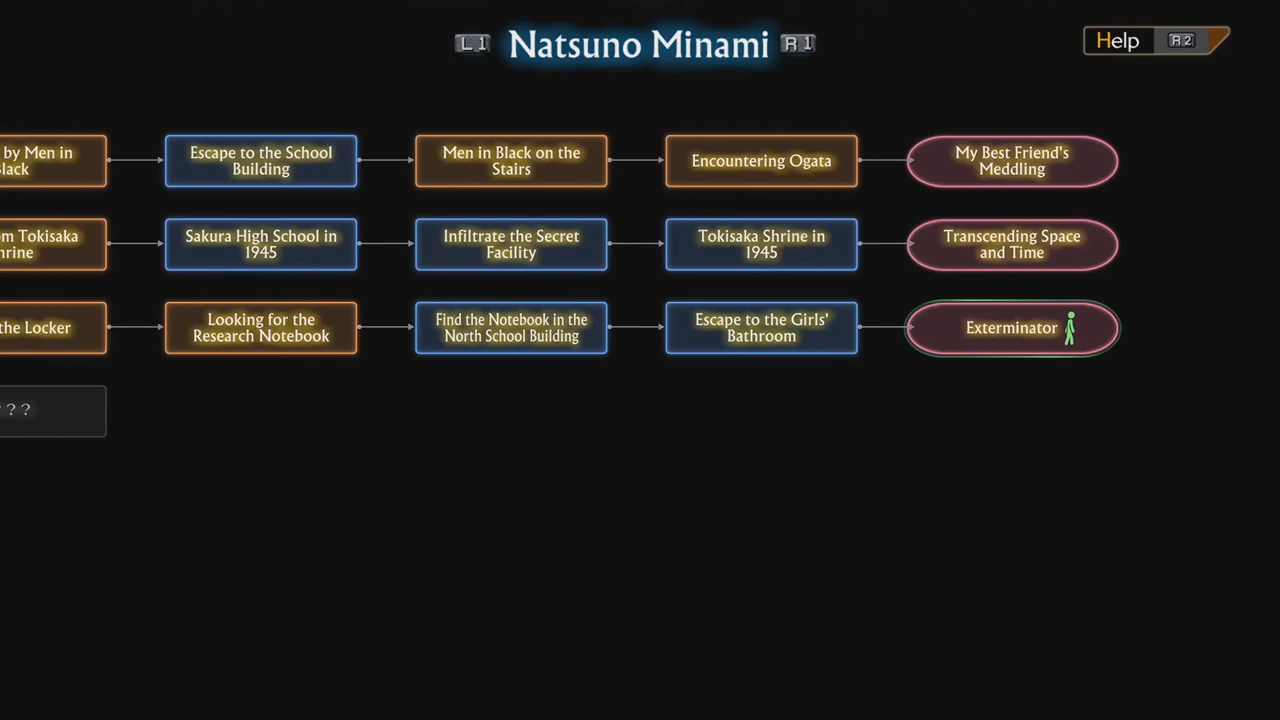 L1 Natsuno Minami R1
Help R2
by Men in
Black
Escape to the School
Building
Men in Black on the
Stairs
Encountering Ogata
My Best Friend's
Meddling
Tokisaka
Shrine
Sakura High School in
1945
Infiltrate the Secret
Facility
Tokisaka Shrine in
1945
Transcending Space
and Time
the Locker
Looking for the
Research Notebook
Find the Notebook in the
North School Building
Escape to the Girls'
Bathroom
Exterminator
???